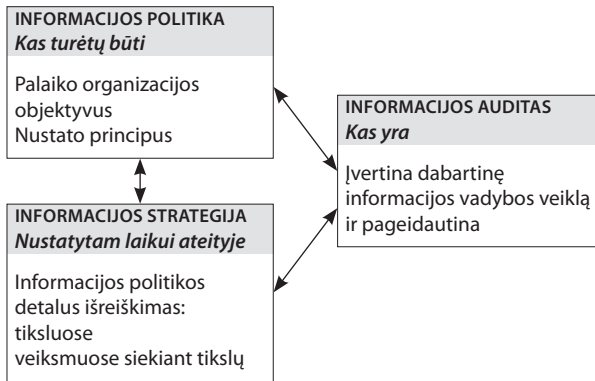 INFORMACIJOS POLITIKA
Kas turėtų būti
Palaiko organizacijos
objektyvus
Nustato principus
INFORMACIJOS AUDITAS
Kas yra
Įvertina dabartinę
informacijos vadybos veiklą
ir pageidautina
INFORMACIJOS STRATEGIJA
Nustatytam laikui ateityje
Informacijos politikos
detalus išreiškimas:
tiksluose
veiksmuose siekiant tikslų